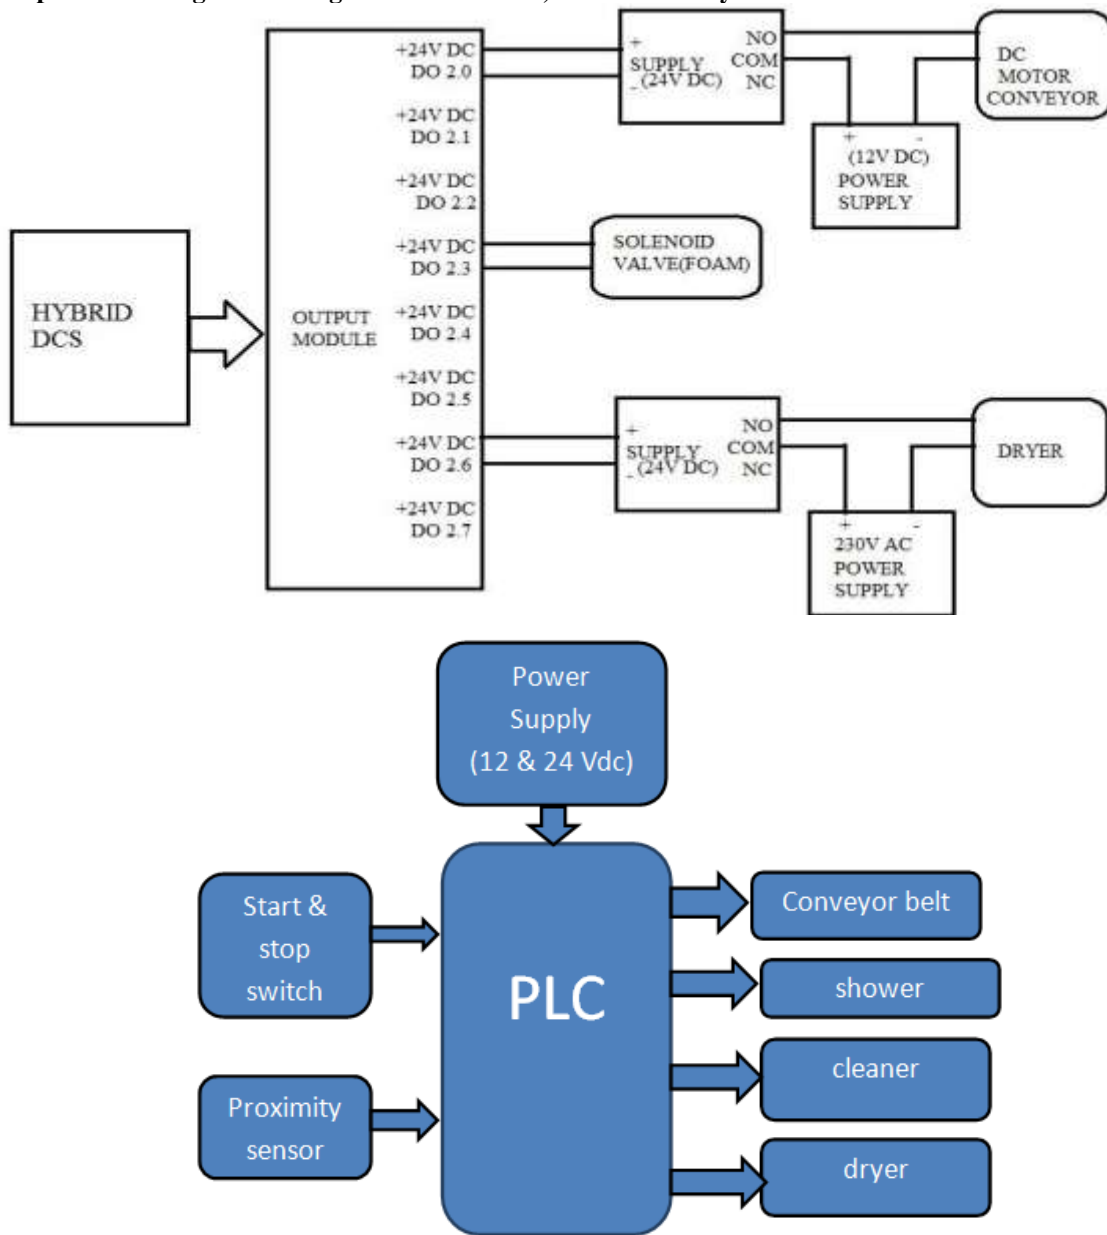 +24V DC
DO 2.0
+24V DC
DO 2.1
+24V DC
DO 2.2
+24V DC
DO 2.3
+24V DC
DO 2.4
+24V DC
DO 2.5
+24V DC
DO 2.6
+24V DC
DO 2.7
HYBRID
DCS
OUTPUT
MODULE
+
SUPPLY
-(24V DC)
NO
COM
NC
DC
MOTOR
CONVEYOR
+ -
(12V DC)
POWER
SUPPLY
SOLENOID
VALVE(FOAM)
+
SUPPLY
-(24V DC)
NO
COM
NC
DRYER
+ -
230V AC
POWER
SUPPLY
Power
Supply
(12 & 24 Vdc)
Start &
stop
switch
Proximity
sensor
PLC
Conveyor belt
shower
cleaner
dryer